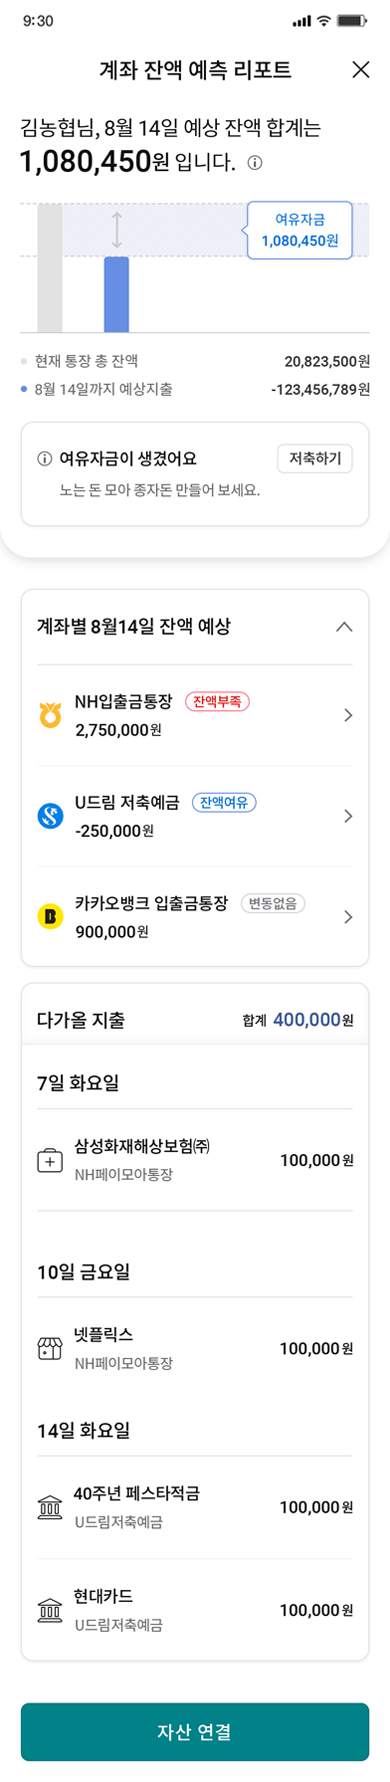 9:30
계좌 잔액 예측 리포트
김농협님, 8월 14일 예상 잔액 합계는
1,080,450원 입니다.
여유자금
1,080,450원
현재 통장 총 잔액 20,823,500원
8월 14일까지 예상지출 -123,456,789원
여유자금이 생겼어요 저축하기
노는 돈 모아 종자돈 만들어 보세요.
계좌별 8월14일 잔액 예상
NH입출금통장 잔액부족
2,750,000원
U드림 저축예금 잔액여유
-250,000원
카카오뱅크 입출금통장 변동없음
900,000원
다가올 지출 합계 400,000원
7일 화요일
삼성화재해상보험㈜ 100,000원
NH페이모아통장
10일 금요일
넷플릭스 100,000원
NH페이모아통장
14일 화요일
40주년 페스타적금 100,000원
U드림저축예금
현대카드 100,000원
U드림저축예금
자산 연결